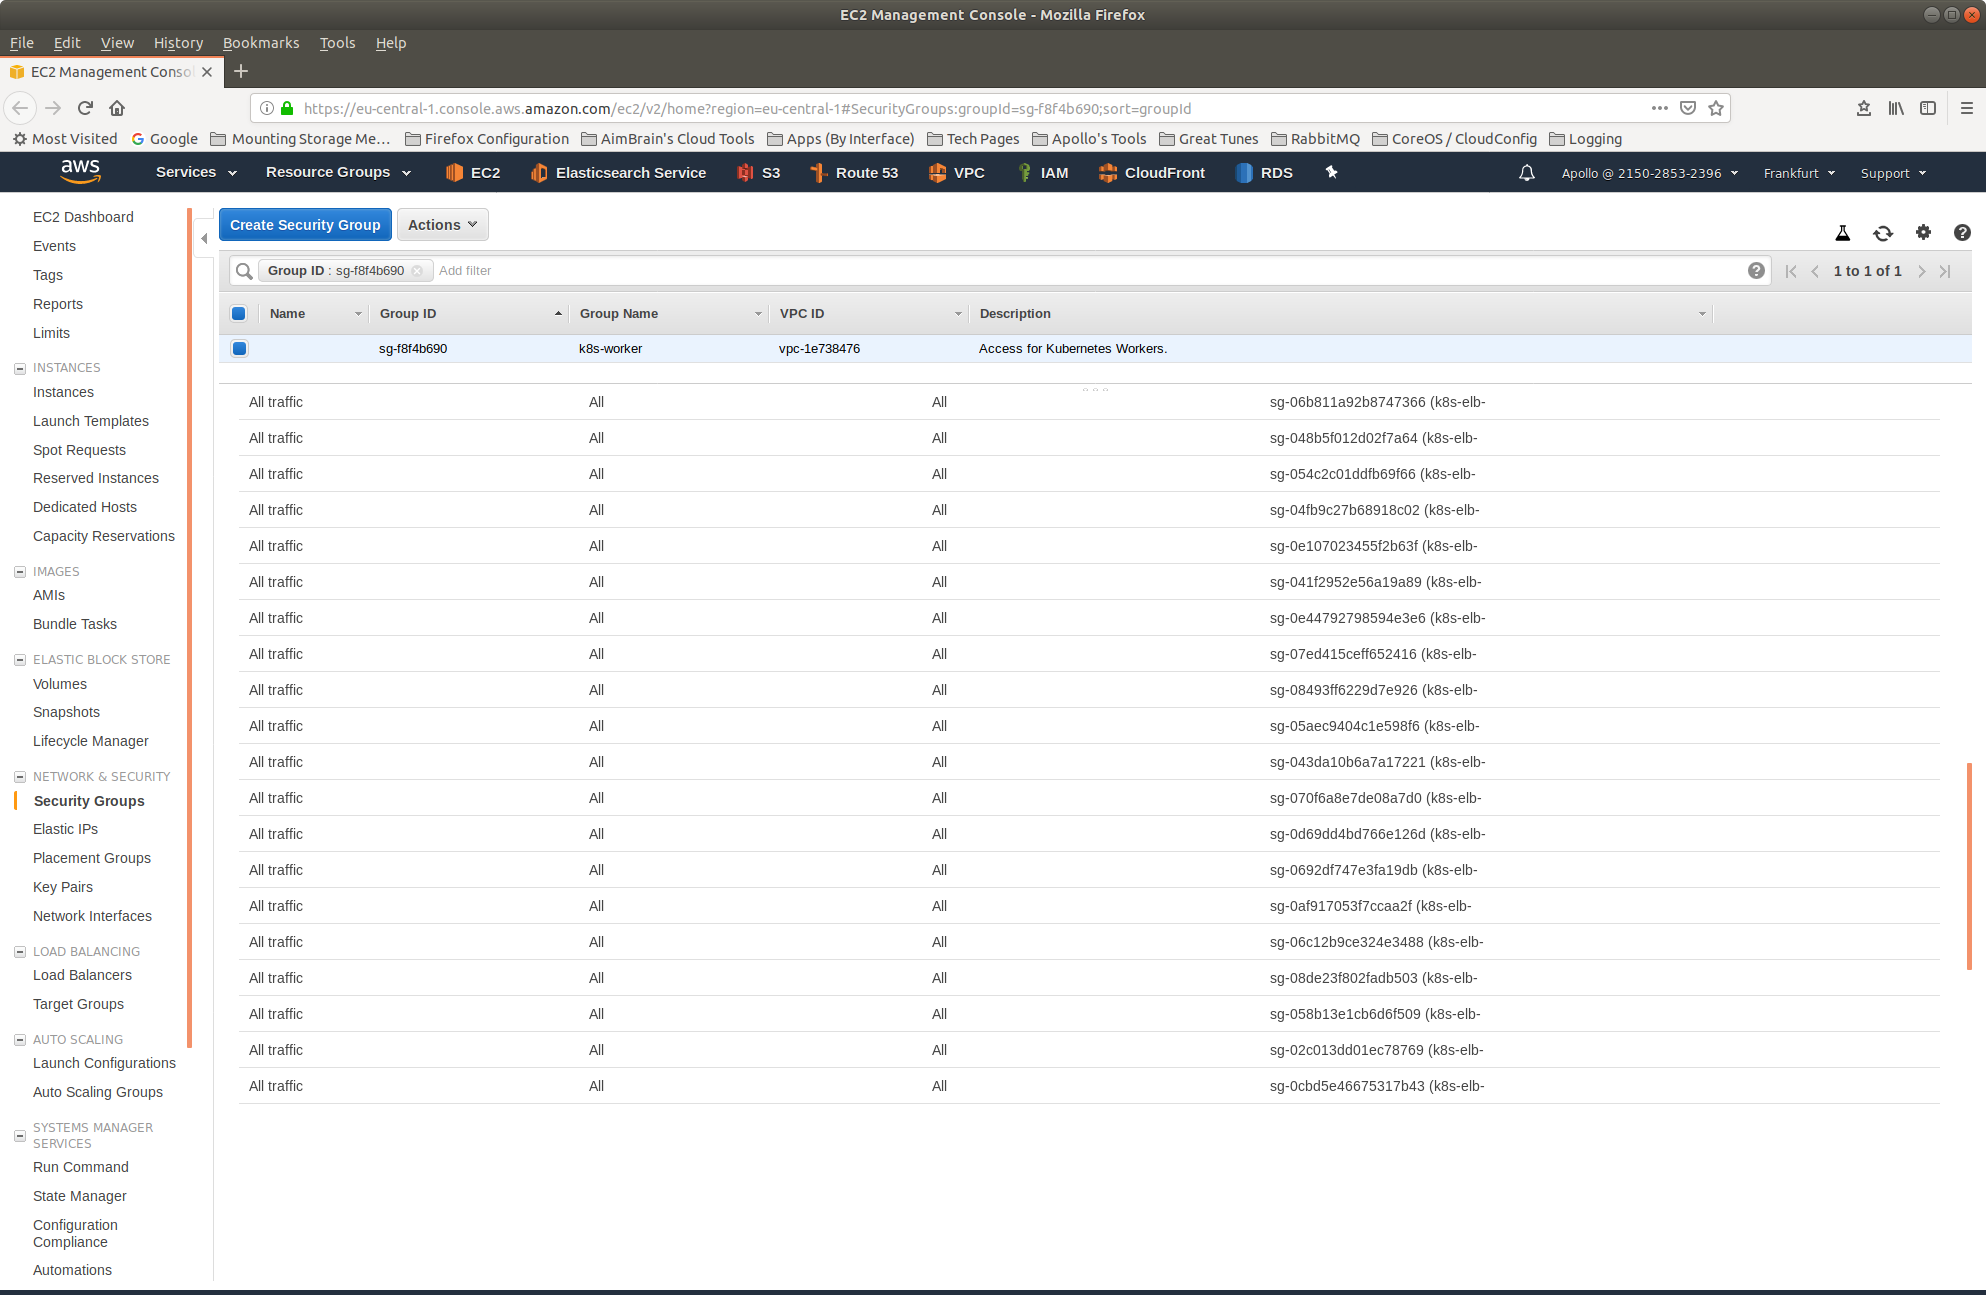 EC2 Management Console - Mozilla Firefox
File Edit View History Bookmarks Tools Help
EC2 Management Conso
https://eu-central-1.console.aws.amazon.com/ec2/v2/home?region=eu-central-1#SecurityGroups:groupId=sg-f8f4b690;sort=groupId
Most Visited Google Mounting Storage Me... Firefox Configuration AimBrain's Cloud Tools Apps (By Interface) Tech Pages Apollo's Tools Great Tunes RabbitMQ CoreOS / CloudConfig Logging
aws Services Resource Groups EC2 Elasticsearch Service S3 Route 53 VPC IAM CloudFront RDS Apollo @ 2150-2853-2396 Frankfurt Support
EC2 Dashboard
Events
Tags
Reports
Limits
INSTANCES
Instances
Launch Templates
Spot Requests
Reserved Instances
Dedicated Hosts
Capacity Reservations
IMAGES
AMIs
Bundle Tasks
ELASTIC BLOCK STORE
Volumes
Snapshots
Lifecycle Manager
NETWORK & SECURITY
Security Groups
Elastic IPs
Placement Groups
Key Pairs
Network Interfaces
LOAD BALANCING
Load Balancers
Target Groups
AUTO SCALING
Launch Configurations
Auto Scaling Groups
SYSTEMS MANAGER
SERVICES
Run Command
State Manager
Configuration
Compliance
Automations
Create Security Group Actions
Group ID : sg-f8f4b690 Add filter 1 to 1 of 1
Name Group ID Group Name VPC ID Description
sg-f8f4b690 k8s-worker vpc-1e738476 Access for Kubernetes Workers.
All traffic All All sg-06b811a92b8747366 (k8s-elb-
All traffic All All sg-048b5f012d02f7a64 (k8s-elb-
All traffic All All sg-054c2c01ddfb69f66 (k8s-elb-
All traffic All All sg-04fb9c27b68918c02 (k8s-elb-
All traffic All All sg-0e107023455f2b63f (k8s-elb-
All traffic All All sg-041f2952e56a19a89 (k8s-elb-
All traffic All All sg-0e44792798594e3e6 (k8s-elb-
All traffic All All sg-07ed415ceff652416 (k8s-elb-
All traffic All All sg-08493ff6229d7e926 (k8s-elb-
All traffic All All sg-05aec9404c1e598f6 (k8s-elb-
All traffic All All sg-043da10b6a7a17221 (k8s-elb-
All traffic All All sg-070f6a8e7de08a7d0 (k8s-elb-
All traffic All All sg-0d69dd4bd766e126d (k8s-elb-
All traffic All All sg-0692df747e3fa19db (k8s-elb-
All traffic All All sg-0af917053f7ccaa2f (k8s-elb-
All traffic All All sg-06c12b9ce324e3488 (k8s-elb-
All traffic All All sg-08de23f802fadb503 (k8s-elb-
All traffic All All sg-058b13e1cb6d6f509 (k8s-elb-
All traffic All All sg-02c013dd01ec78769 (k8s-elb-
All traffic All All sg-0cbd5e46675317b43 (k8s-elb-